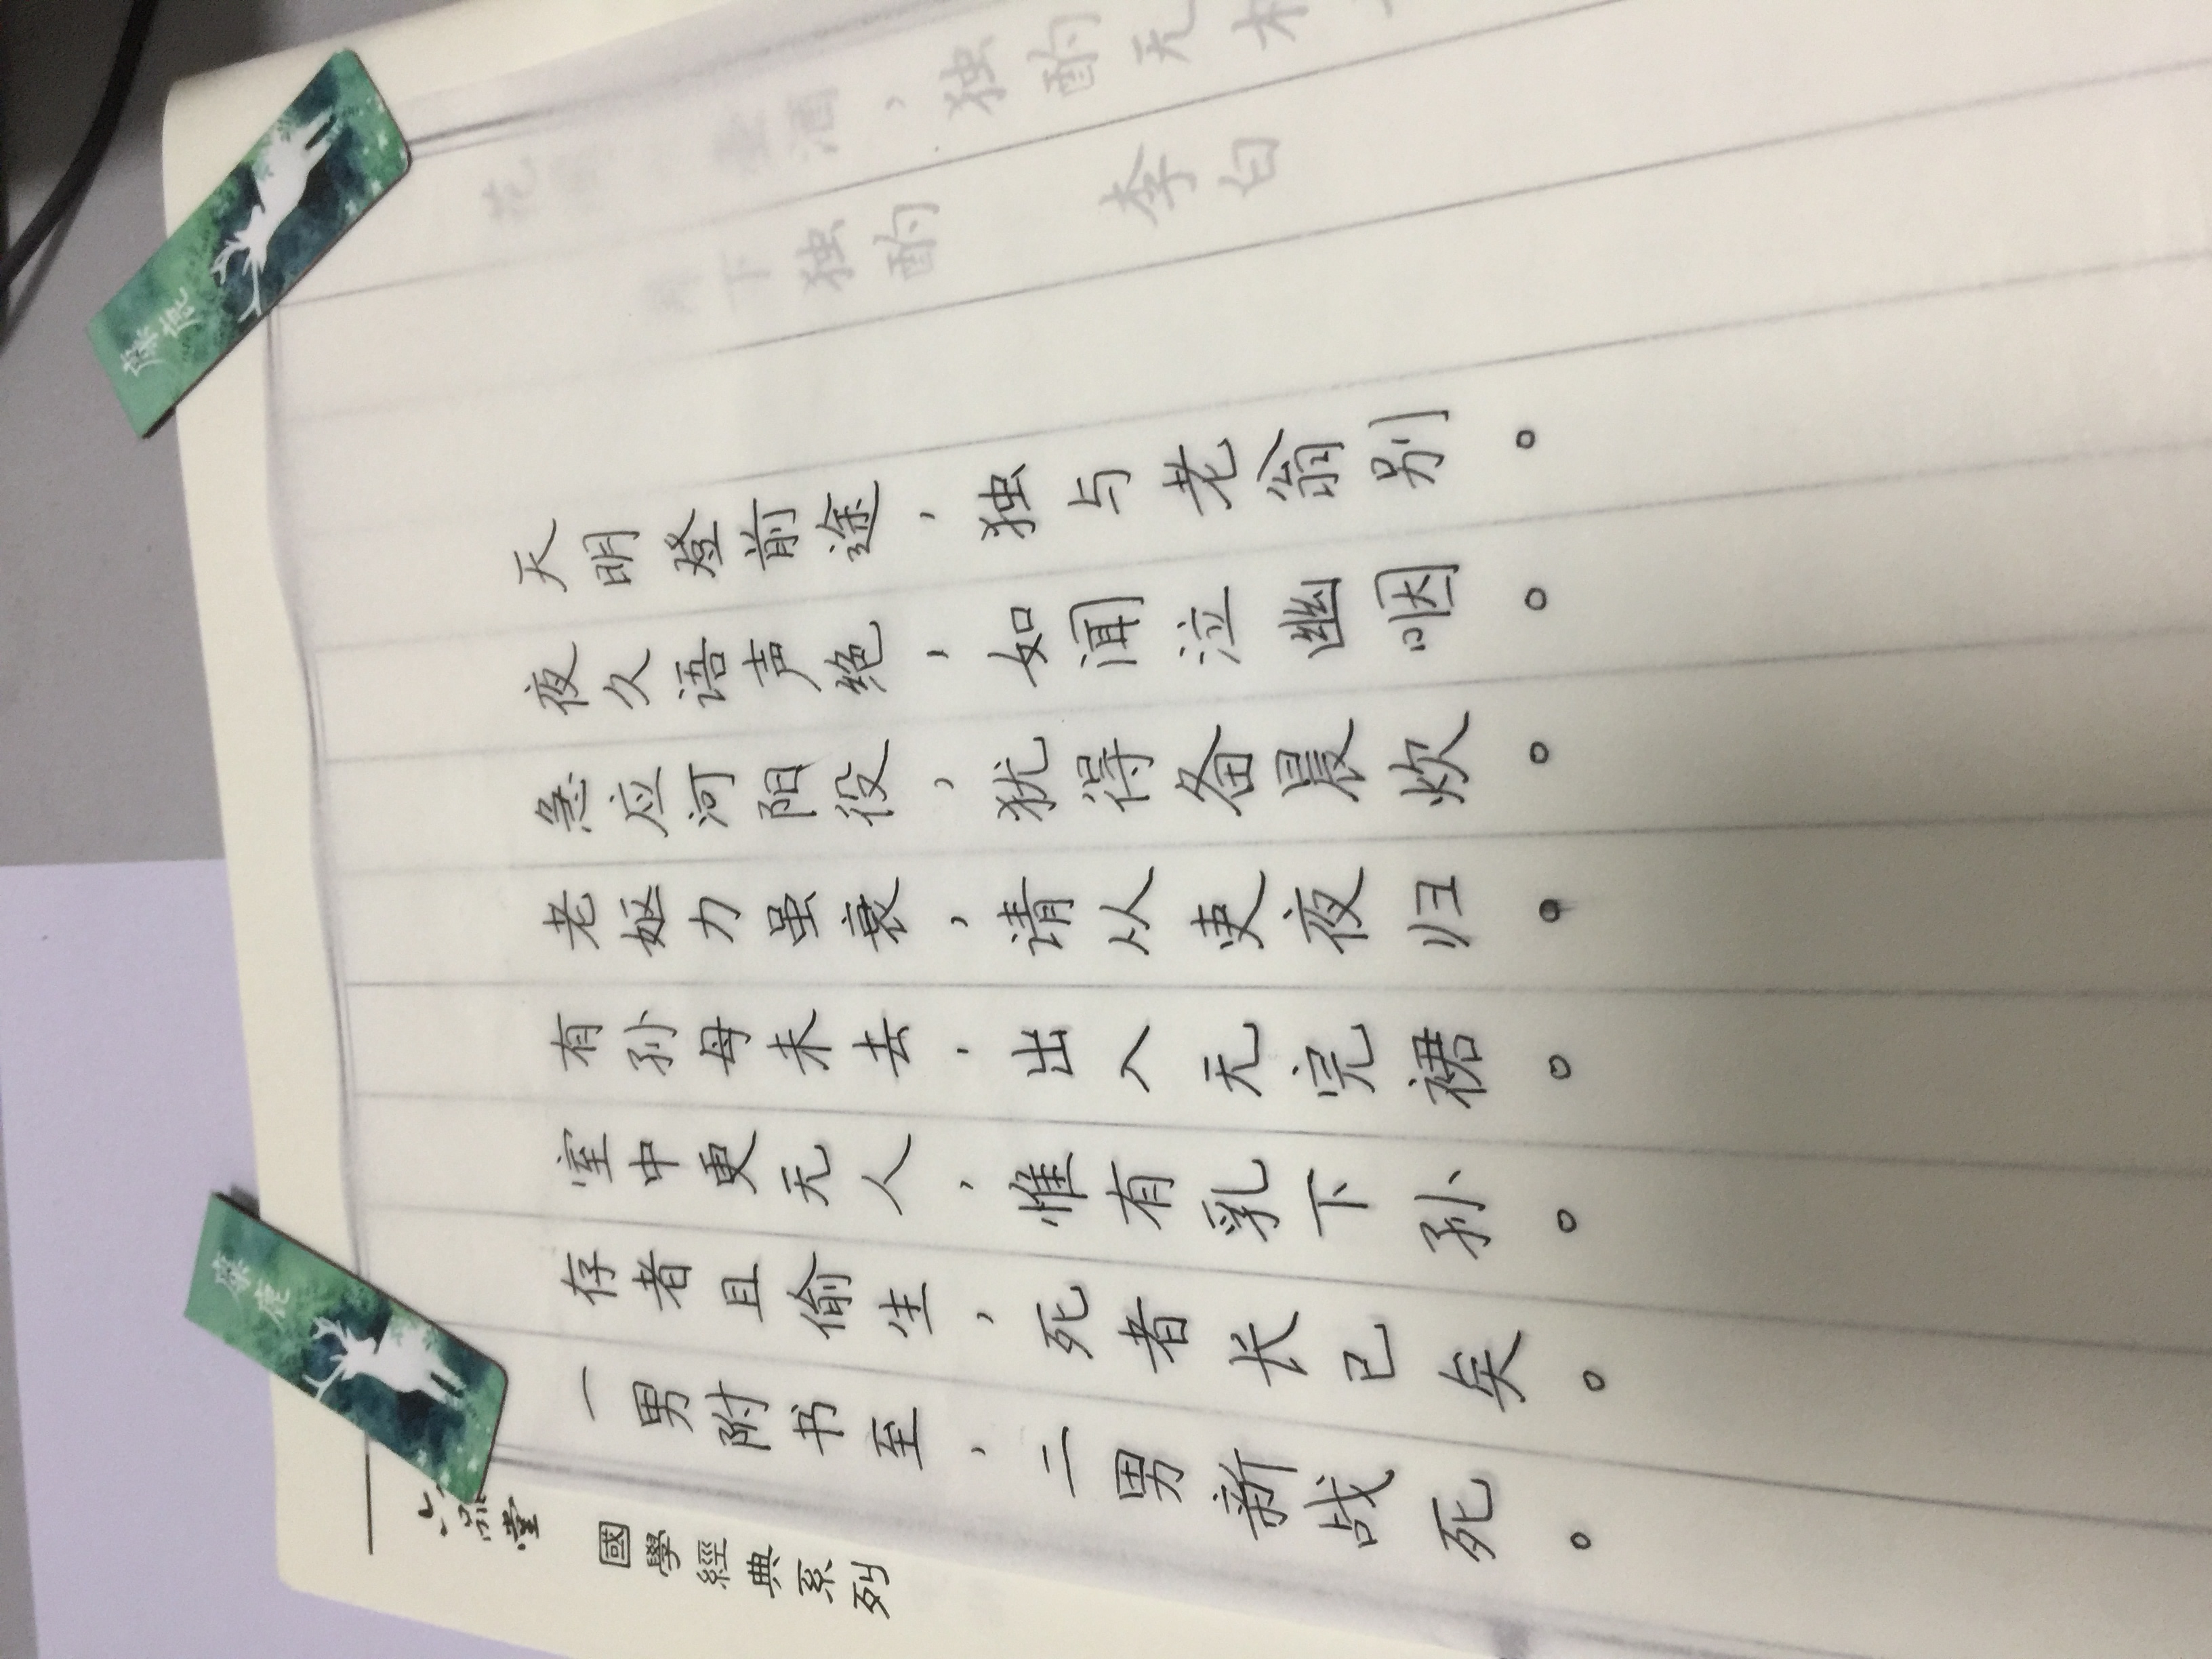 麋鹿
麋鹿
六品堂 國學經典系列
一男附书至，二男新战死。
存者且偷生，死者长已矣。
室中更无人，惟有乳下孙。
有孙母未去，出入无完裙。
老妪力虽衰，请从吏夜归。
急应河阳役，犹得备晨炊。
夜久语声绝，如闻泣幽咽。
天明登前途，独与老翁别。
下独酌 李白
花 酒，独酌无